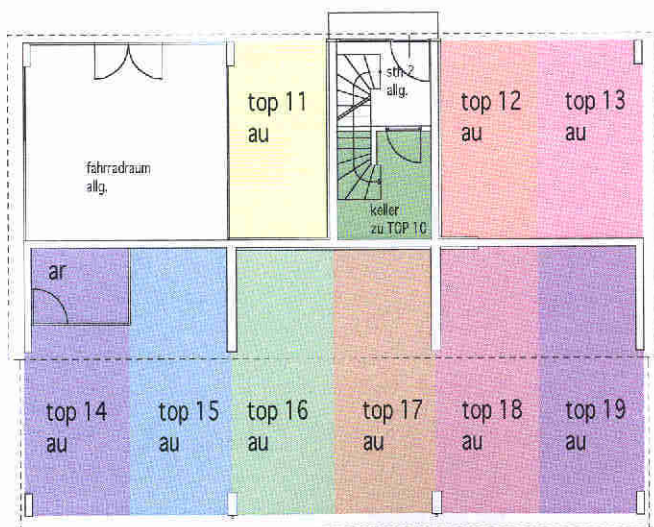 top 11
au
sth 2
allg.
top 12
au
top 13
au
fahrradraum
allg.
keller
zu TOP 10
ar
top 14
au
top 15
au
top 16
au
top 17
au
top 18
au
top 19
au